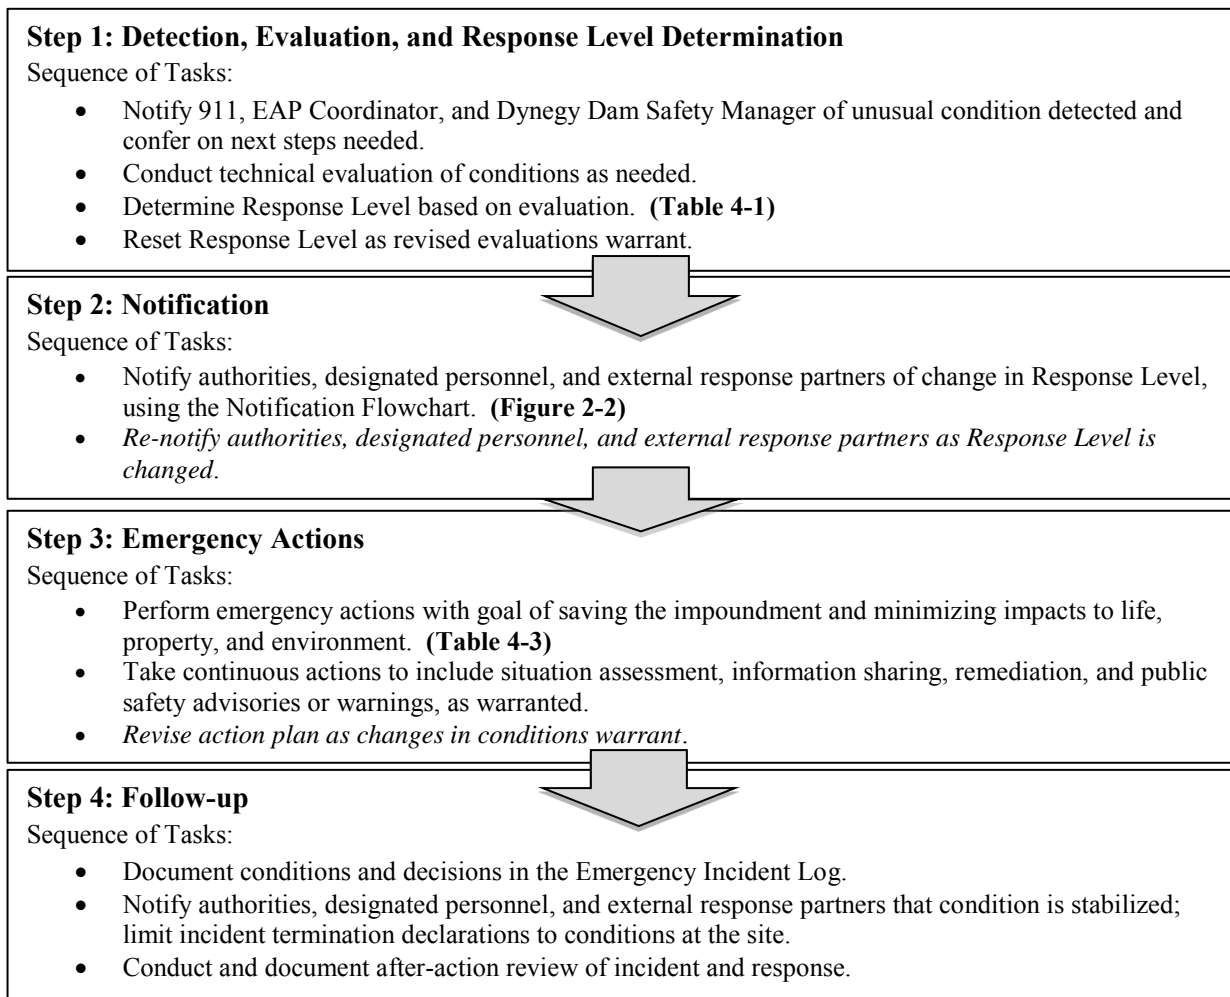 Step 1: Detection, Evaluation, and Response Level Determination
Sequence of Tasks:
• Notify 911, EAP Coordinator, and Dynegy Dam Safety Manager of unusual condition detected and
confer on next steps needed.
• Conduct technical evaluation of conditions as needed.
• Determine Response Level based on evaluation. (Table 4-1)
• Reset Response Level as revised evaluations warrant.
Step 2: Notification
Sequence of Tasks:
• Notify authorities, designated personnel, and external response partners of change in Response Level,
using the Notification Flowchart. (Figure 2-2)
• Re-notify authorities, designated personnel, and external response partners as Response Level is
changed.
Step 3: Emergency Actions
Sequence of Tasks:
• Perform emergency actions with goal of saving the impoundment and minimizing impacts to life,
property, and environment. (Table 4-3)
• Take continuous actions to include situation assessment, information sharing, remediation, and public
safety advisories or warnings, as warranted.
• Revise action plan as changes in conditions warrant.
Step 4: Follow-up
Sequence of Tasks:
• Document conditions and decisions in the Emergency Incident Log.
• Notify authorities, designated personnel, and external response partners that condition is stabilized;
limit incident termination declarations to conditions at the site.
• Conduct and document after-action review of incident and response.